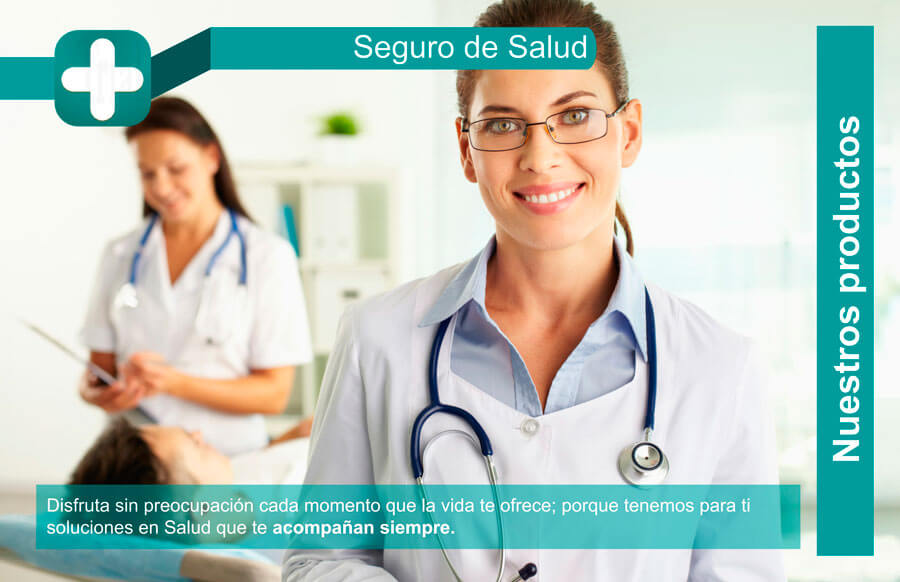 Seguro de Salud
Nuestros productos
Disfruta sin preocupación cada momento que la vida te ofrece; porque tenemos para ti
soluciones en Salud que te acompañan siempre.